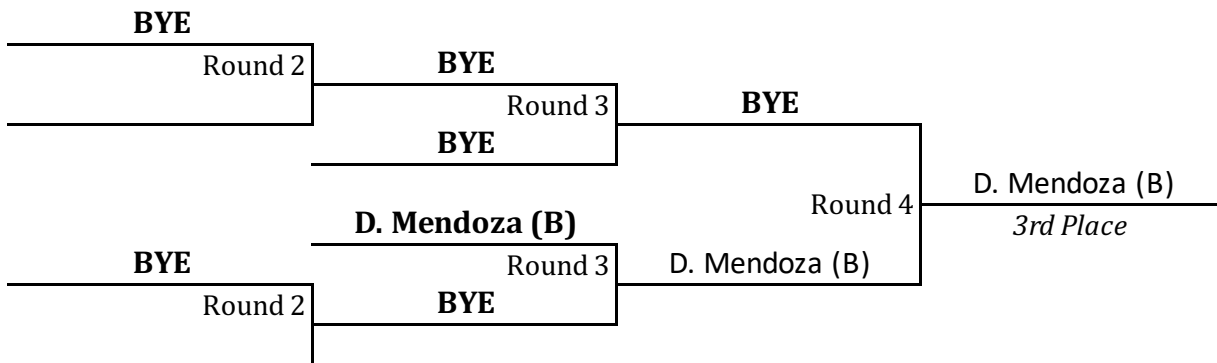 BYE
Round 2
BYE
Round 3
BYE
BYE
D. Mendoza (B)
Round 4
3rd Place
D. Mendoza (B)
BYE
Round 3
D. Mendoza (B)
Round 2
BYE